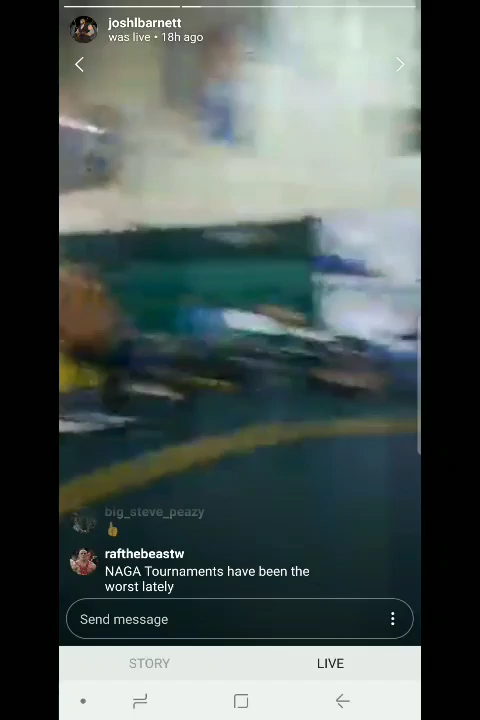 joshlbarnett
was live • 18h ago
big_steve_peazy
👍
rafthebeastw
NAGA Tournaments have been the
worst lately
Send message
STORY
LIVE